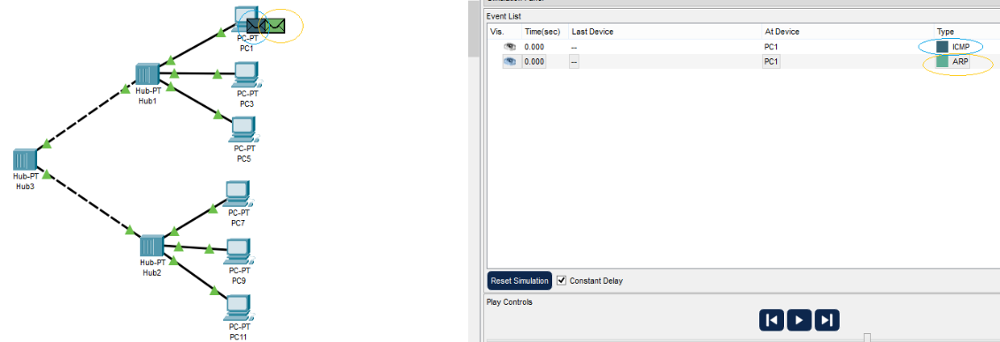 PC-PT
PC1
Hub-PT
Hub1
PC-PT
PC3
PC-PT
PC5
Hub-PT
Hub3
PC-PT
PC7
Hub-PT
Hub2
PC-PT
PC9
PC-PT
PC11
Simulation Panel
Event List
Vis. Time(sec) Last Device At Device Type
0.000 -- PC1 ICMP
0.000 -- PC1 ARP
Reset Simulation Constant Delay
Play Controls